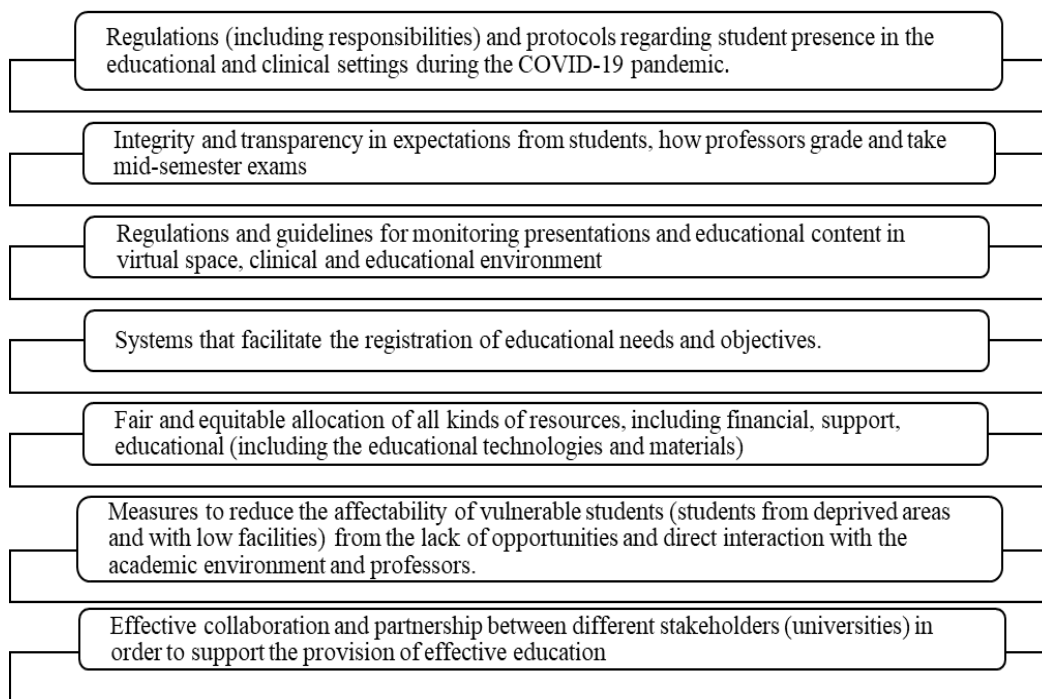 Regulations (including responsibilities) and protocols regarding student presence in the
educational and clinical settings during the COVID-19 pandemic.
Integrity and transparency in expectations from students, how professors grade and take
mid-semester exams
Regulations and guidelines for monitoring presentations and educational content in
virtual space, clinical and educational environment
Systems that facilitate the registration of educational needs and objectives.
Fair and equitable allocation of all kinds of resources, including financial, support,
educational (including the educational technologies and materials)
Measures to reduce the affectability of vulnerable students (students from deprived areas
and with low facilities) from the lack of opportunities and direct interaction with the
academic environment and professors.
Effective collaboration and partnership between different stakeholders (universities) in
order to support the provision of effective education